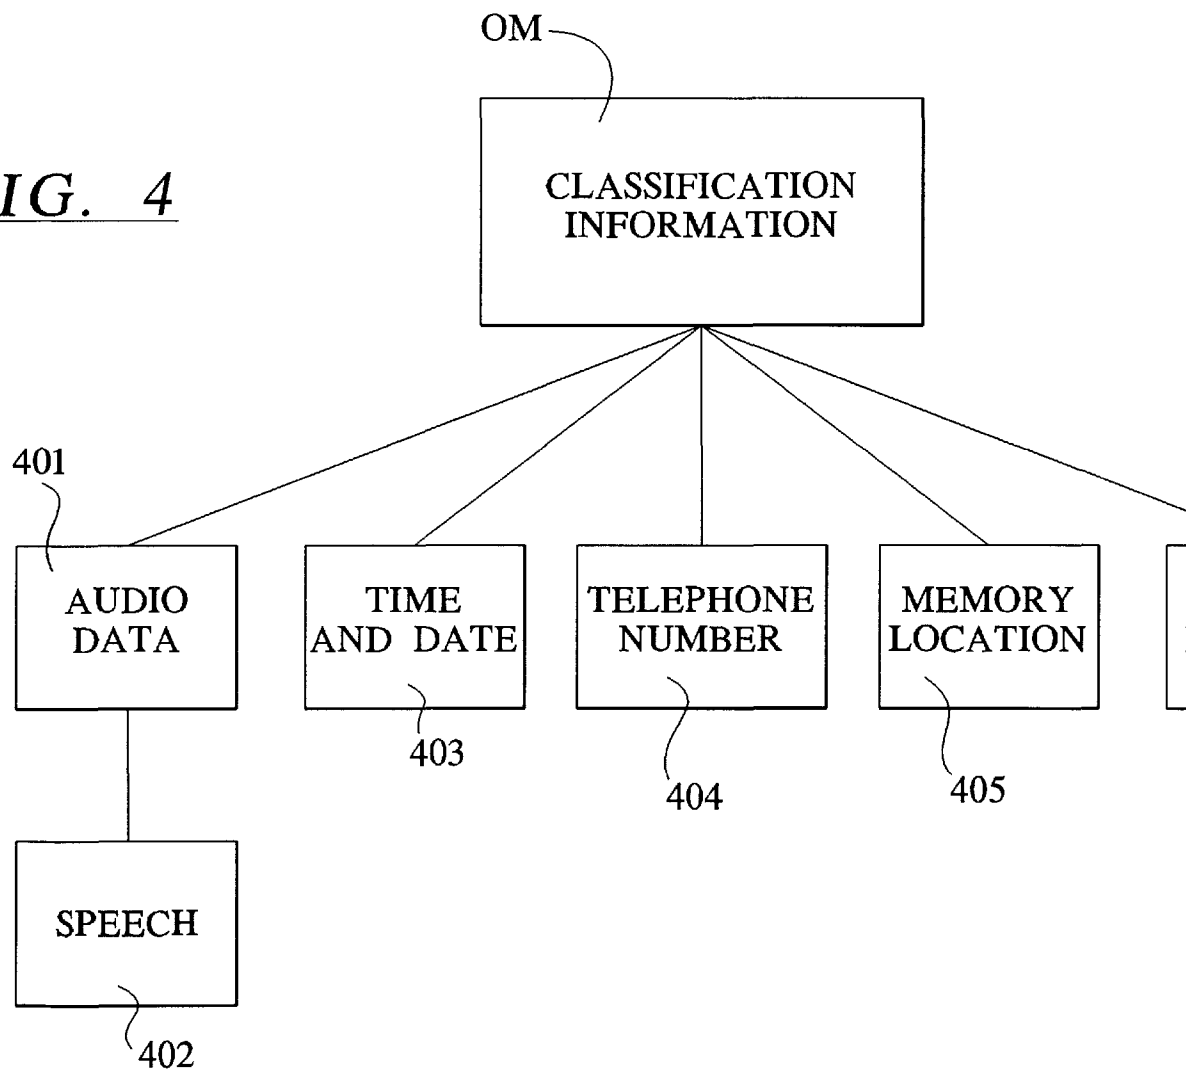 OM
IG. 4
CLASSIFICATION
INFORMATION
401
AUDIO
DATA
TIME
AND DATE
TELEPHONE
NUMBER
MEMORY
LOCATION
403
404
405
SPEECH
402